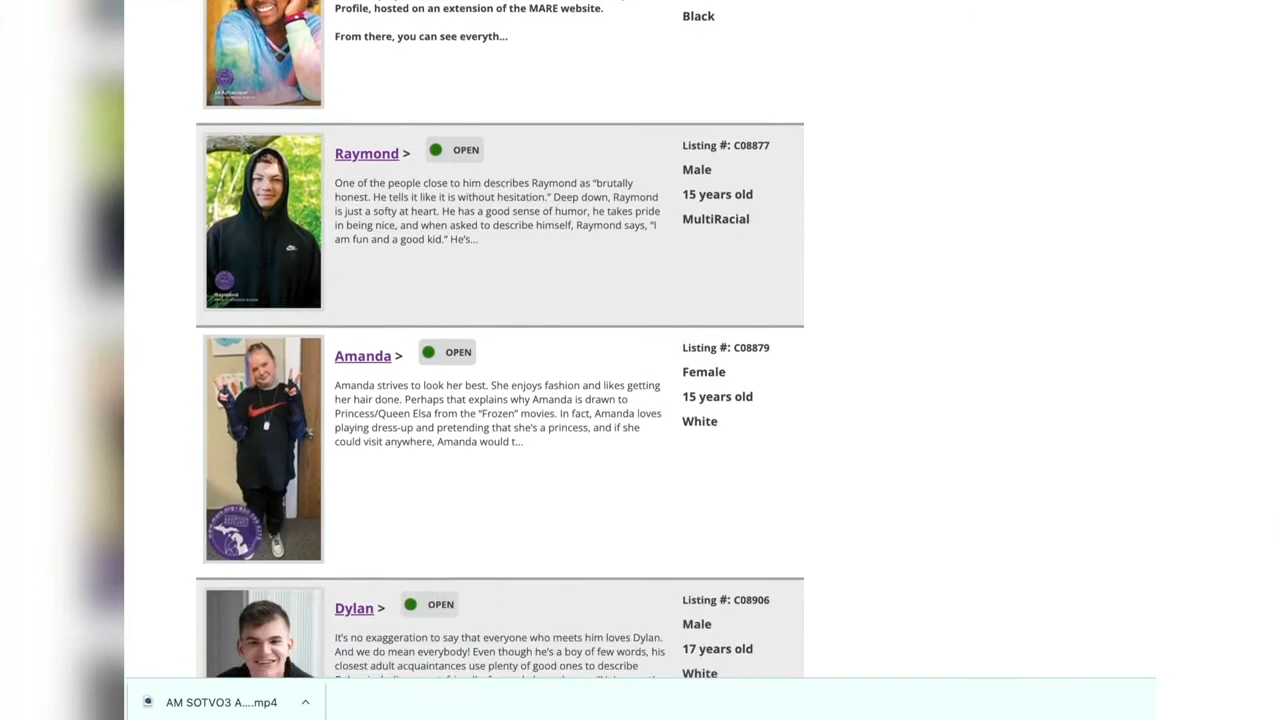 Profile, hosted on an extension of the MARE website.
Black
From there, you can see everyth...
Raymond >
OPEN
Listing #: C08877
Male
15 years old
MultiRacial
One of the people close to him describes Raymond as “brutally
honest. He tells it like it is without hesitation.” Deep down, Raymond
is just a softy at heart. He has a good sense of humor, he takes pride
in being nice, and when asked to describe himself, Raymond says, “I
am fun and a good kid.” He’s...
Raymond
Amanda >
OPEN
Listing #: C08879
Female
15 years old
White
Amanda strives to look her best. She enjoys fashion and likes getting
her hair done. Perhaps that explains why Amanda is drawn to
Princess/Queen Elsa from the “Frozen” movies. In fact, Amanda loves
playing dress-up and pretending that she’s a princess, and if she
could visit anywhere, Amanda would t...
Dylan >
OPEN
Listing #: C08906
Male
17 years old
White
It’s no exaggeration to say that everyone who meets him loves Dylan.
And we do mean everybody! Even though he’s a boy of few words, his
closest adult acquaintances use plenty of good ones to describe
AM SOTVO3 A....mp4